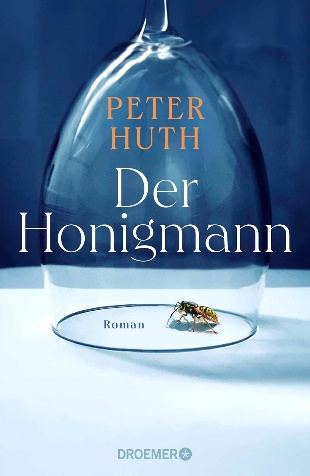 PETER
HUTH
Der
Honigmann
Roman
DROEMER